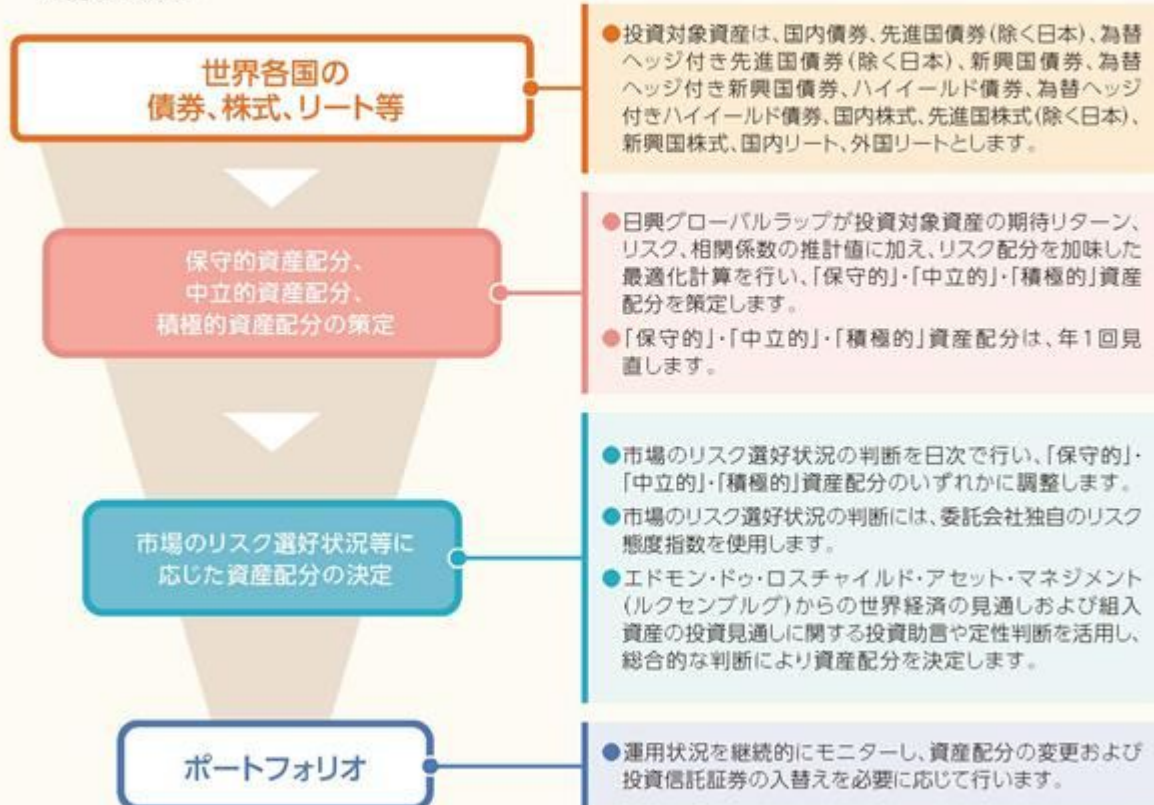 世界各国の
債券、株式、リート等
●投資対象資産は、国内債券、先進国債券(除く日本)、為替
ヘッジ付き先進国債券(除く日本)、新興国債券、為替
ヘッジ付き新興国債券、ハイイールド債券、為替ヘッジ
付きハイイールド債券、国内株式、先進国株式(除く日本)、
新興国株式、国内リート、外国リートとします。
保守的資産配分、
中立的資産配分、
積極的資産配分の策定
●日興グローバルラップが投資対象資産の期待リターン、
リスク、相関係数の推計値に加え、リスク配分を加味した
最適化計算を行い、「保守的」・「中立的」・「積極的」資産
配分を策定します。
●「保守的」・「中立的」・「積極的」資産配分は、年1回見
直します。
市場のリスク選好状況等に
応じた資産配分の決定
●市場のリスク選好状況の判断を日次で行い、「保守的」・
「中立的」・「積極的」資産配分のいずれかに調整します。
●市場のリスク選好状況の判断には、委託会社独自のリスク
態度指数を使用します。
●エドモン・ドゥ・ロスチャイルド・アセット・マネジメント
(ルクセンブルグ)からの世界経済の見通しおよび組入
資産の投資見通しに関する投資助言や定性判断を活用し、
総合的な判断により資産配分を決定します。
ポートフォリオ
●運用状況を継続的にモニターし、資産配分の変更および
投資信託証券の入替えを必要に応じて行います。